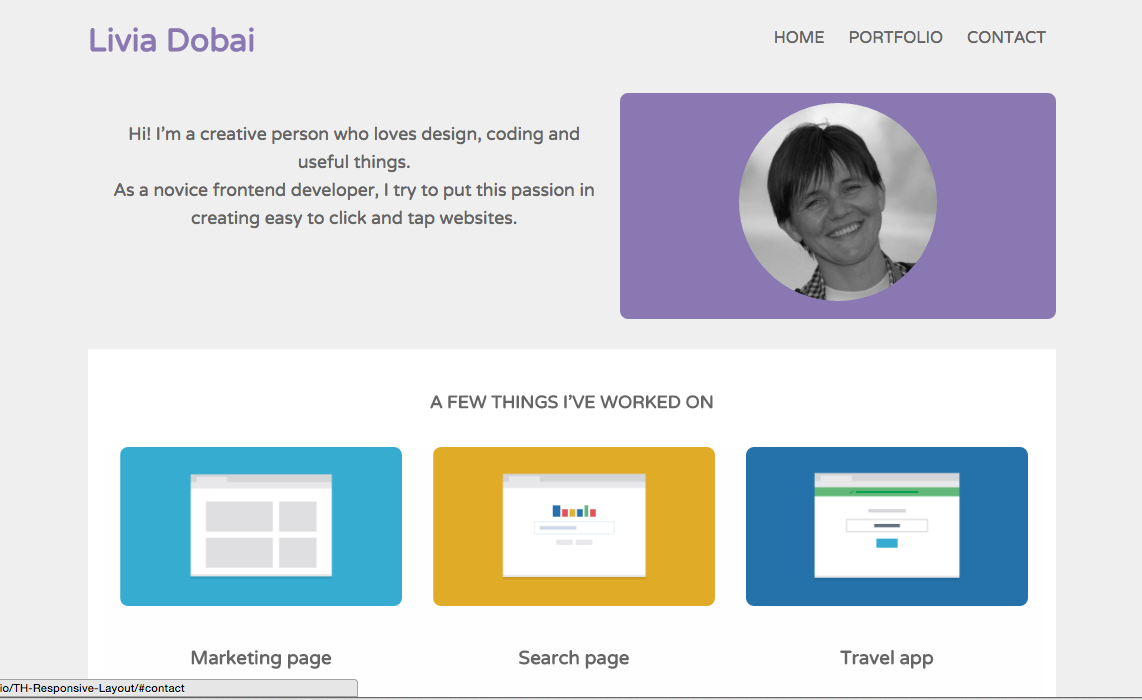 Livia Dobai
HOME PORTFOLIO CONTACT
Hi! I'm a creative person who loves design, coding and
useful things.
As a novice frontend developer, I try to put this passion in
creating easy to click and tap websites.
A FEW THINGS I'VE WORKED ON
Marketing page
Search page
Travel app
io/TH-Responsive-Layout/#contact